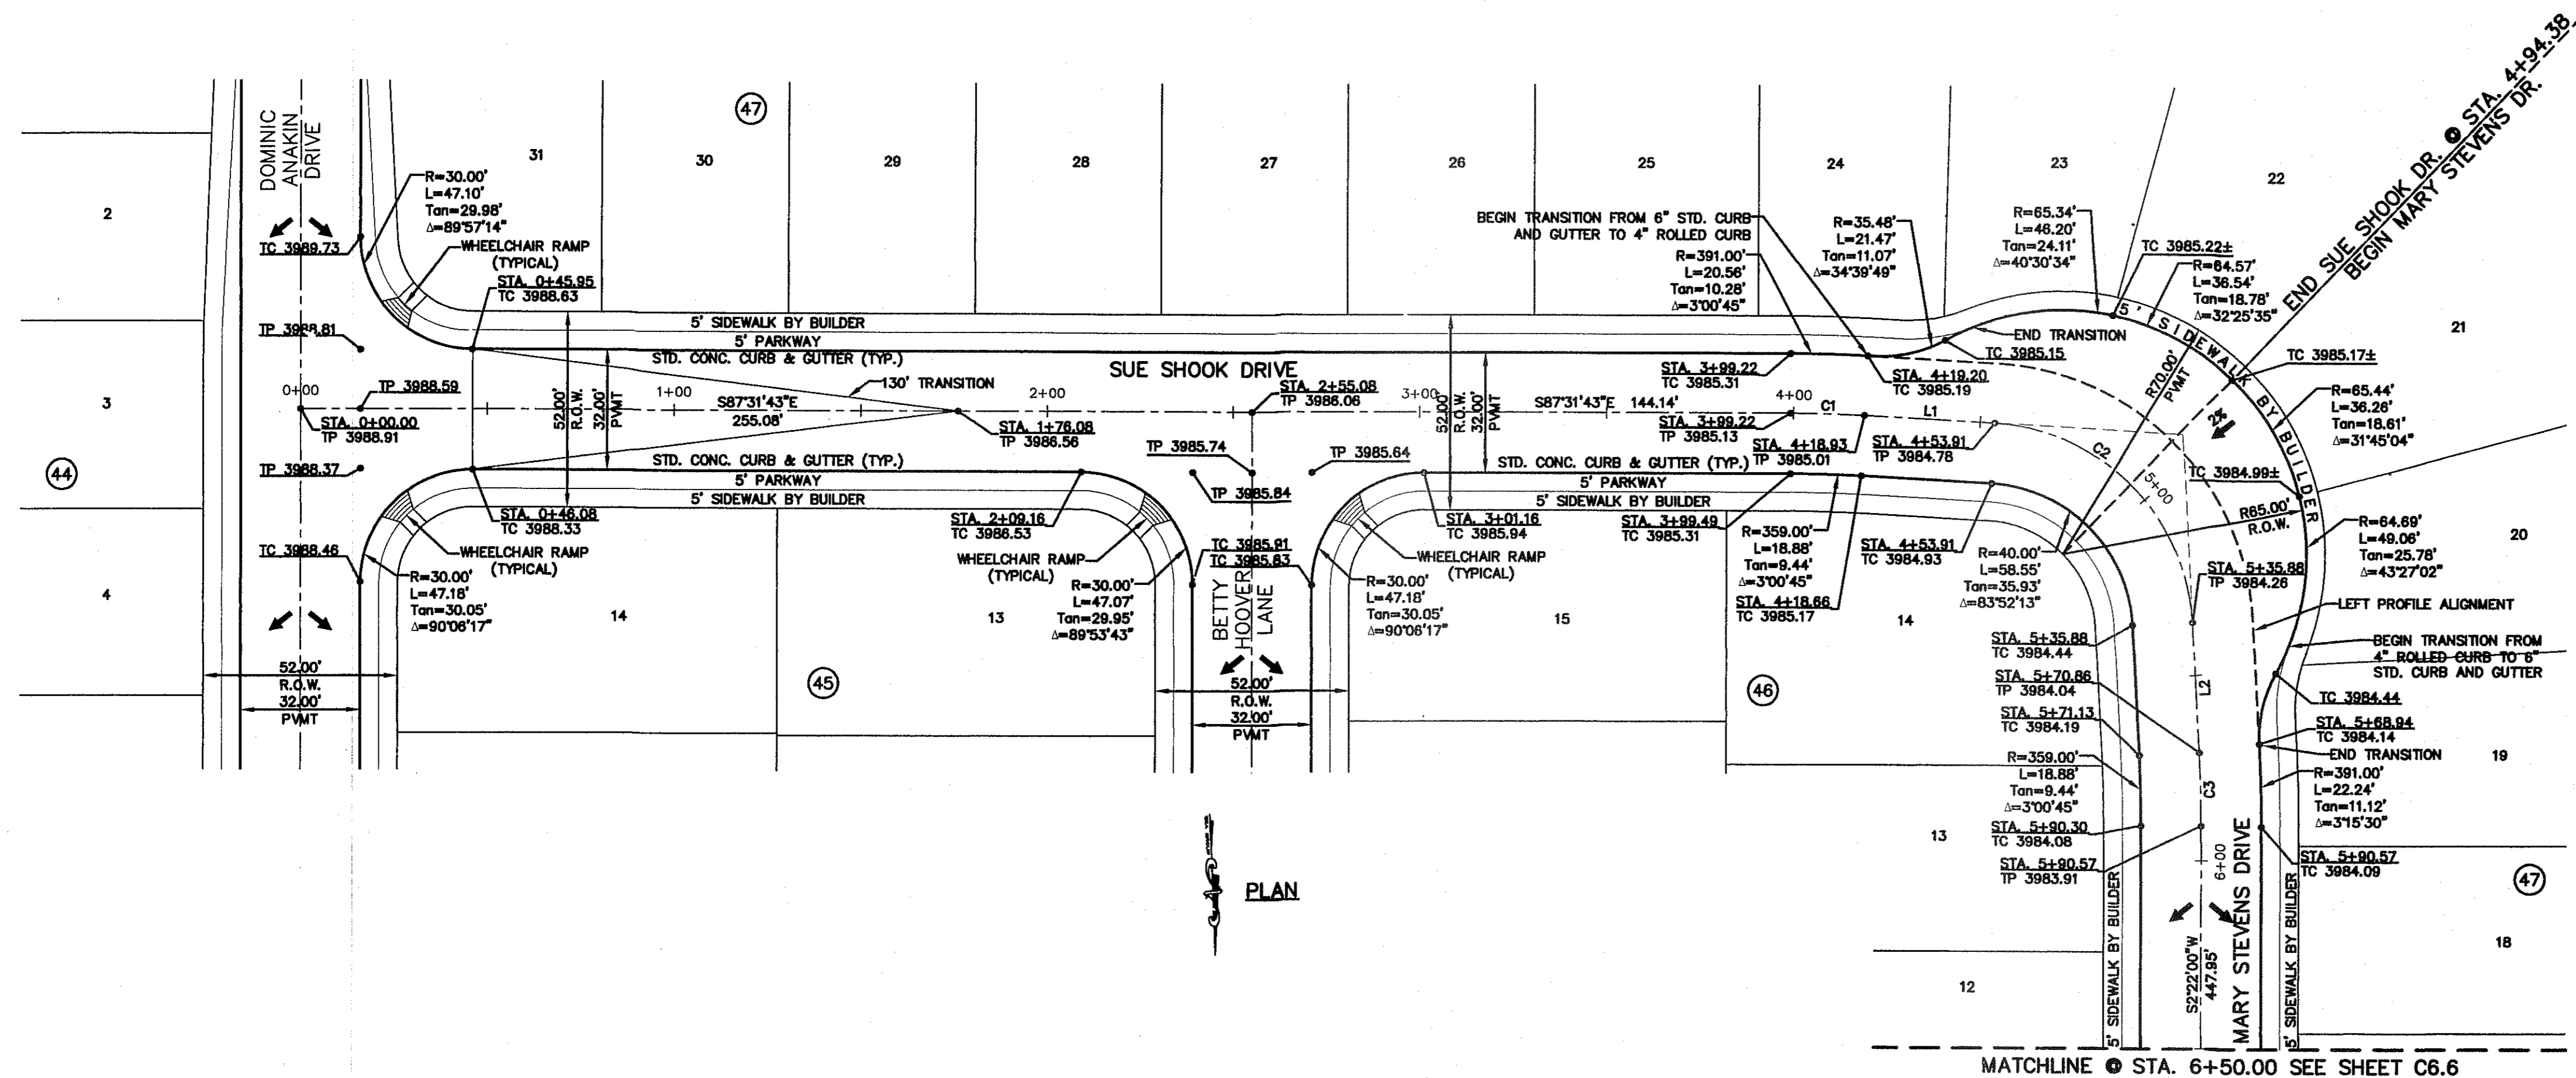 DOMINIC
ANAKIN
DRIVE
2
3
4
44
47
31
30
29
28
27
26
25
24
23
22
21
20
19
18
47
R=30.00'
L=47.10'
Tan=29.98'
Δ=89°57'14"
WHEELCHAIR RAMP
(TYPICAL)
TC 3989.73
STA. 0+45.95
TC 3988.63
TP 3988.81
0+00
TP 3988.59
STA. 0+00.00
TP 3988.91
TP 3988.37
TC 3988.46
STA. 0+46.08
TC 3988.33
WHEELCHAIR RAMP
(TYPICAL)
R=30.00'
L=47.18'
Tan=30.05'
Δ=90°06'17"
52.00'
R.O.W.
32.00'
PVMT
5' SIDEWALK BY BUILDER
5' PARKWAY
STD. CONC. CURB & GUTTER (TYP.)
SUE SHOOK DRIVE
130' TRANSITION
1+00
S87°31'43"E
255.08'
52.00'
R.O.W.
32.00'
PVMT
STD. CONC. CURB & GUTTER (TYP.)
5' PARKWAY
5' SIDEWALK BY BUILDER
2+00
STA. 1+76.08
TP 3986.56
STA. 2+55.08
TP 3986.06
TP 3985.74
TP 3985.64
TP 3985.84
STA. 2+09.16
TC 3986.53
WHEELCHAIR RAMP
(TYPICAL)
R=30.00'
L=47.07'
Tan=29.95'
Δ=89°53'43"
TC 3985.91
TC 3985.83
BETTY
HOOVER
LANE
52.00'
R.O.W.
32.00'
PVMT
14
13
45
3+00
52.00'
R.O.W.
32.00'
PVMT
S87°31'43"E 144.14'
STD. CONC. CURB & GUTTER (TYP.)
5' PARKWAY
5' SIDEWALK BY BUILDER
STA. 3+01.16
TC 3985.94
WHEELCHAIR RAMP
(TYPICAL)
R=30.00'
L=47.18'
Tan=30.05'
Δ=90°06'17"
15
46
14
13
12
BEGIN TRANSITION FROM 6" STD. CURB
AND GUTTER TO 4" ROLLED CURB
R=391.00'
L=20.56'
Tan=10.28'
Δ=3°00'45"
R=35.48'
L=21.47'
Tan=11.07'
Δ=34°39'49"
R=65.34'
L=46.20'
Tan=24.11'
Δ=40°30'34"
TC 3985.22±
R=64.57'
L=36.54'
Tan=18.78'
Δ=32°25'35"
END SUE SHOOK DR. @ STA. 4+94.38
BEGIN MARY STEVENS DR.
STA. 3+99.22
TC 3985.31
STA. 4+19.20
TC 3985.19
END TRANSITION
TC 3985.15
5' SIDEWALK BY BUILDER
TC 3985.17±
R=65.44'
L=36.26'
Tan=18.61'
Δ=31°45'04"
R70.00'
PVMT
2%
4+00
C1
L1
C2
5+00
STA. 3+99.22
TP 3985.13
STA. 4+18.93
TP 3985.01
STA. 4+53.91
TP 3984.78
TC 3984.99±
R65.00'
R.O.W.
STA. 3+99.49
TC 3985.31
R=359.00'
L=18.88'
Tan=9.44'
Δ=3°00'45"
STA. 4+18.66
TC 3985.17
STA. 4+53.91
TC 3984.93
R=40.00'
L=58.55'
Tan=35.93'
Δ=83°52'13"
R=64.69'
L=49.06'
Tan=25.78'
Δ=43°27'02"
STA. 5+35.88
TP 3984.26
LEFT PROFILE ALIGNMENT
STA. 5+35.88
TC 3984.44
BEGIN TRANSITION FROM
4" ROLLED CURB TO 6"
STD. CURB AND GUTTER
STA. 5+70.86
TP 3984.04
L2
TC 3984.44
STA. 5+71.13
TC 3984.19
STA. 5+68.94
TC 3984.14
END TRANSITION
R=359.00'
L=18.88'
Tan=9.44'
Δ=3°00'45"
C3
R=391.00'
L=22.24'
Tan=11.12'
Δ=3°15'30"
STA. 5+90.30
TC 3984.08
STA. 5+90.57
TP 3983.91
6+00
STA. 5+90.57
TC 3984.09
5' SIDEWALK BY BUILDER
S2°22'00"W
447.95'
MARY STEVENS DRIVE
5' SIDEWALK BY BUILDER
PLAN
MATCHLINE @ STA. 6+50.00 SEE SHEET C6.6